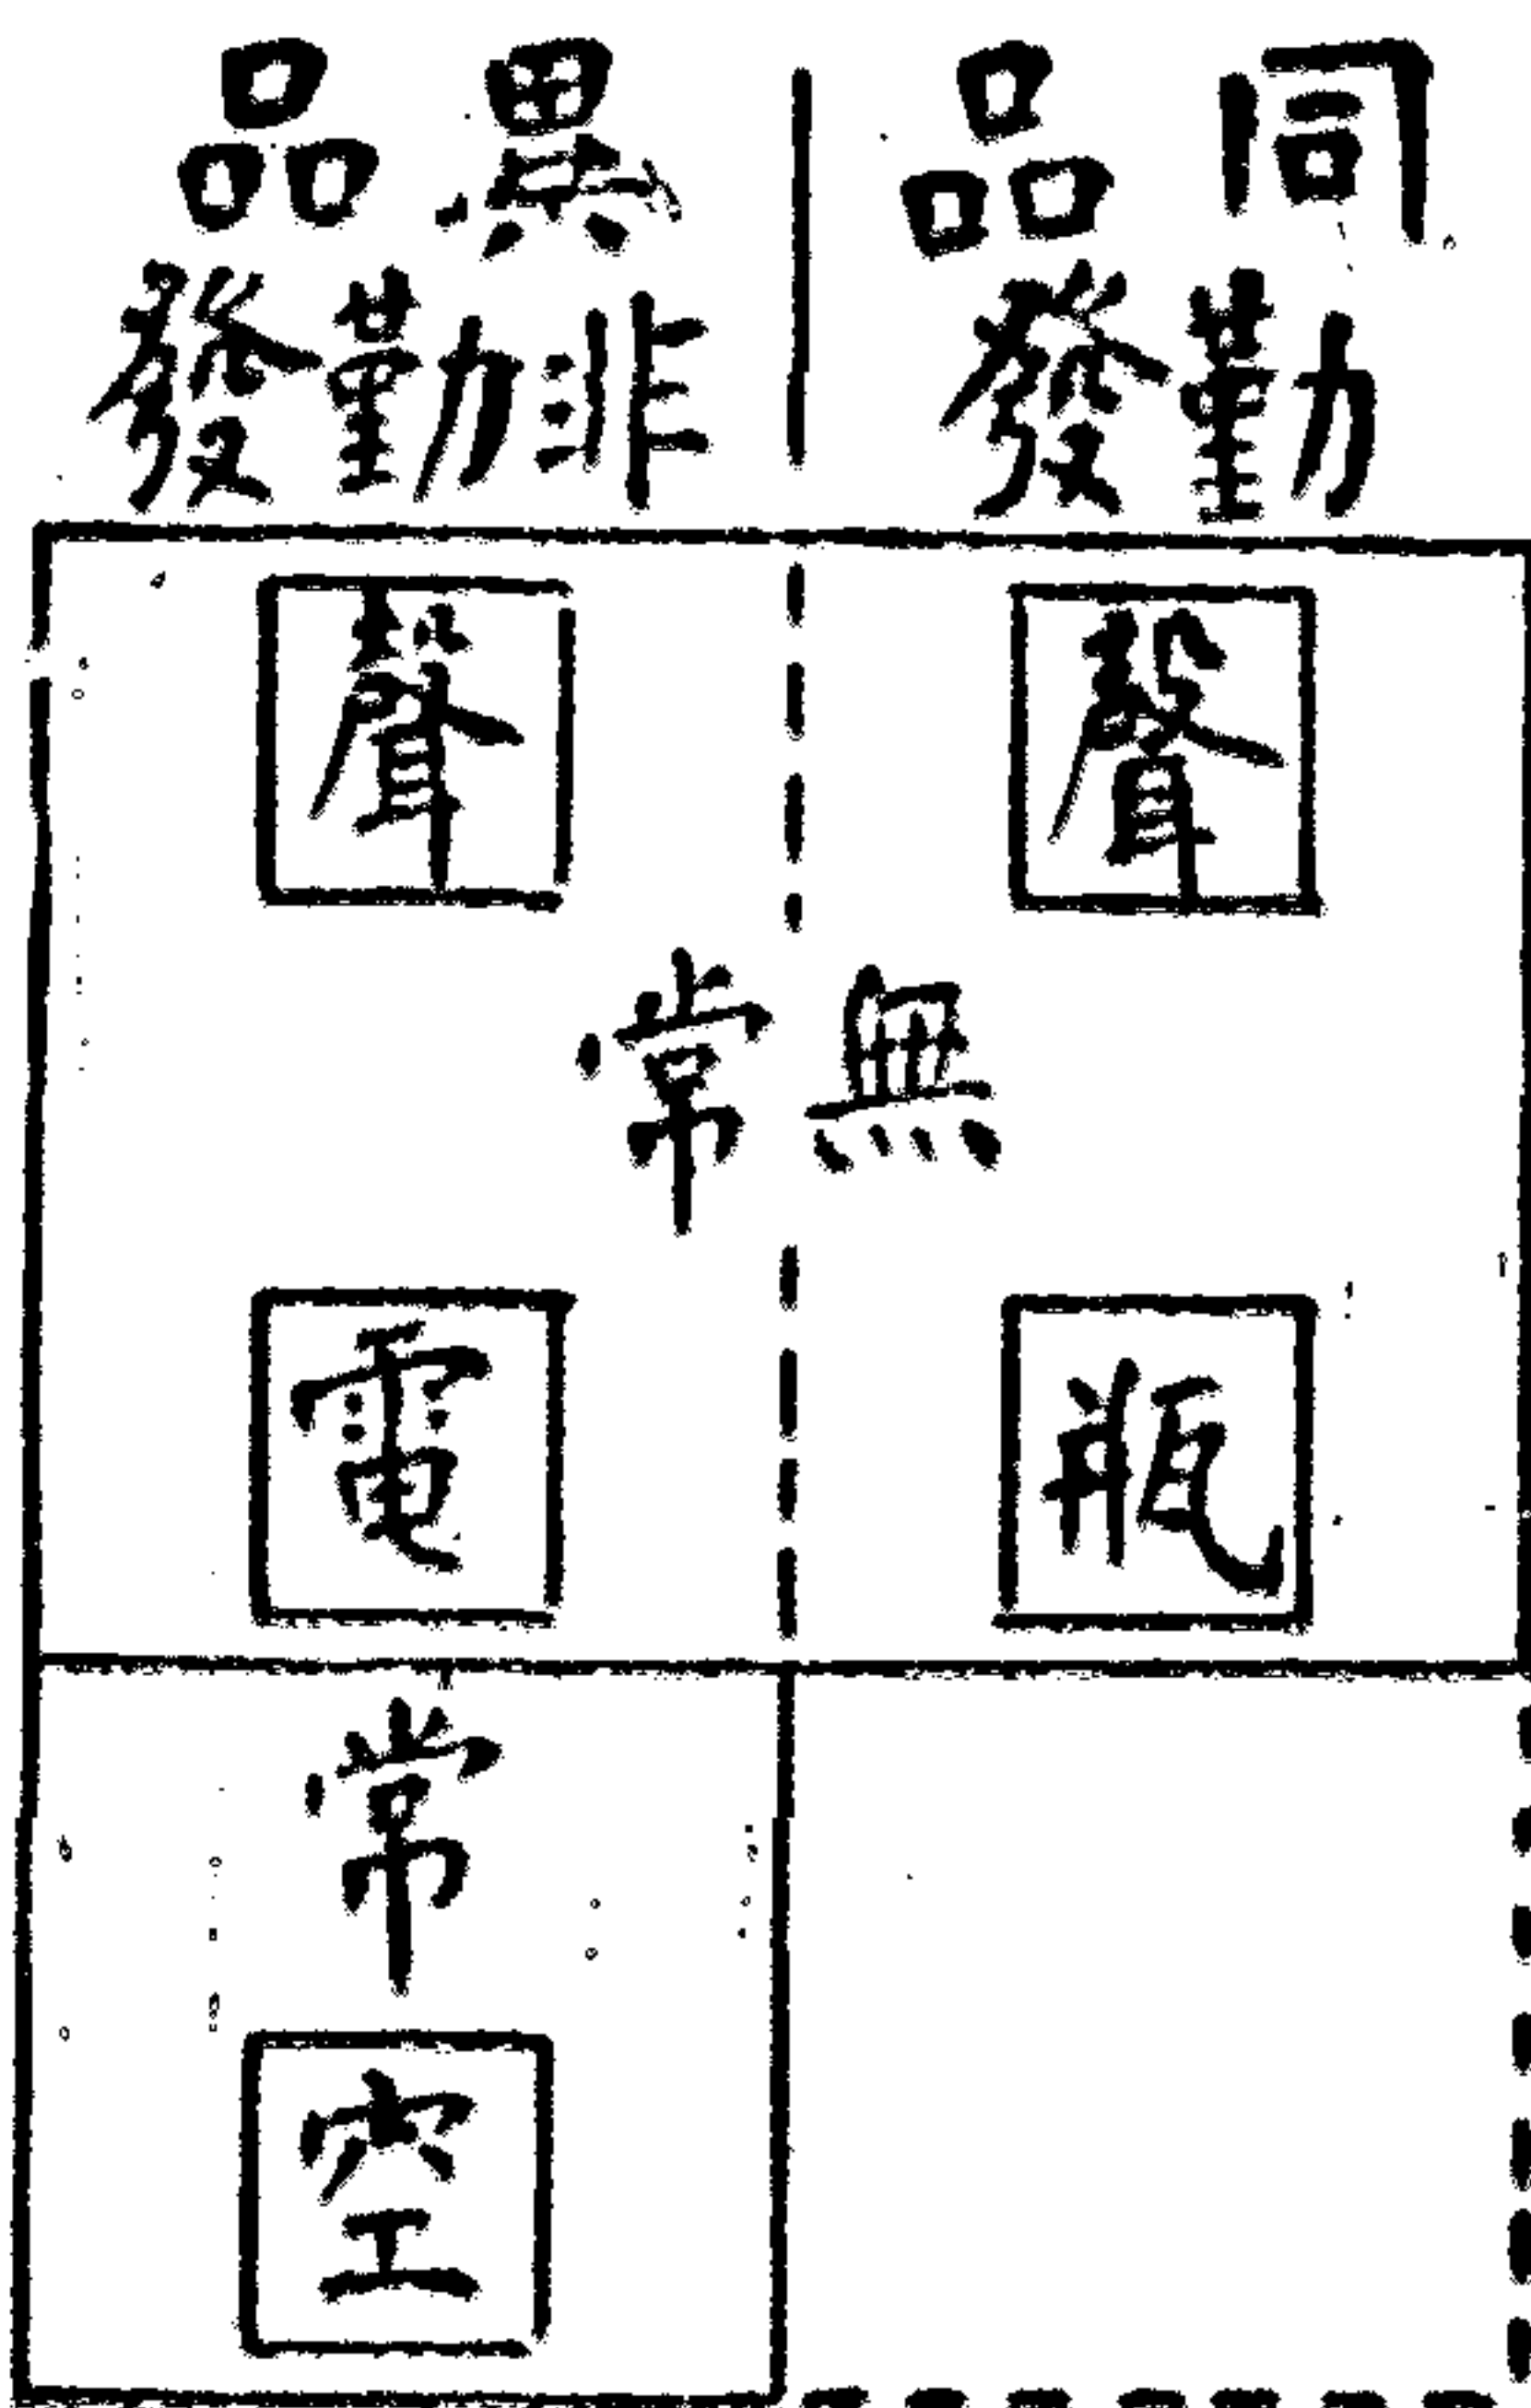 同品
勤發
異品
非勤發
聲
聲
無常
瓶
電
常
空